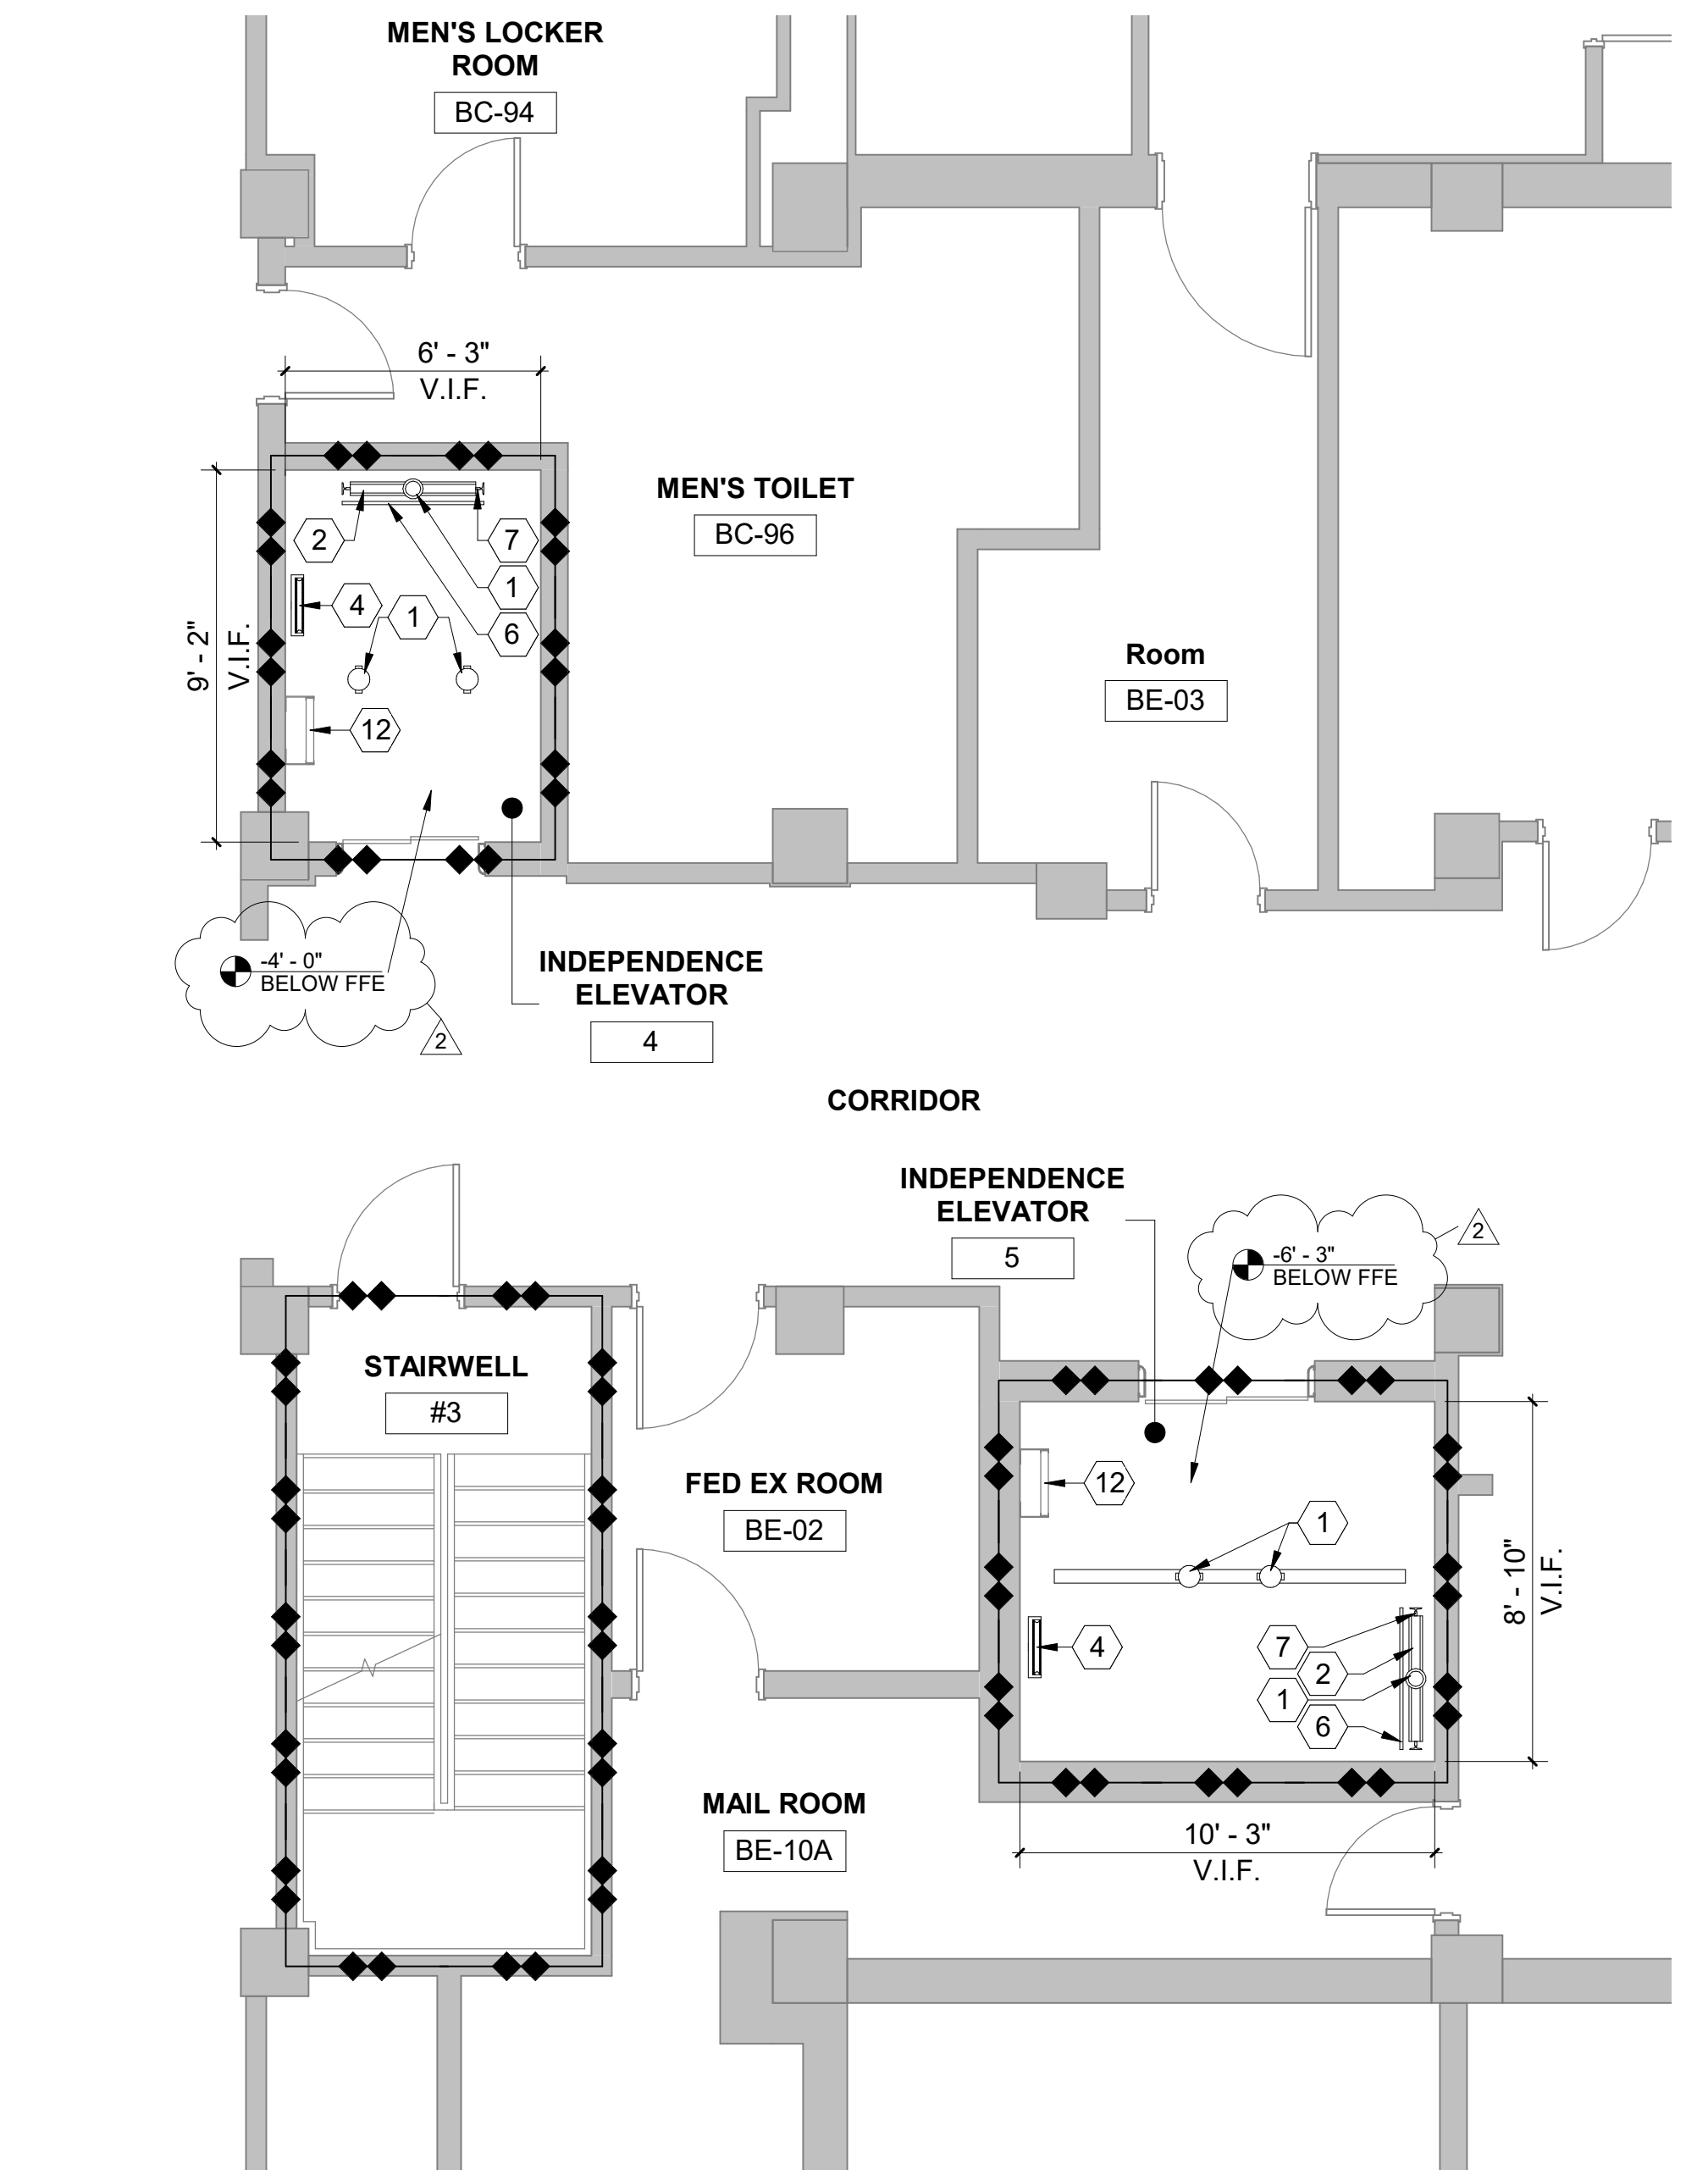 MEN'S LOCKER
ROOM
BC-94
6' - 3"
V.I.F.
9' - 2"
V.I.F.
2
7
1
4
1
6
12
MEN'S TOILET
BC-96
Room
BE-03
-4' - 0"
BELOW FFE
2
INDEPENDENCE
ELEVATOR
4
CORRIDOR
INDEPENDENCE
ELEVATOR
5
-6' - 3"
BELOW FFE
2
STAIRWELL
#3
FED EX ROOM
BE-02
12
1
4
7
2
1
6
8' - 10"
V.I.F.
MAIL ROOM
BE-10A
10' - 3"
V.I.F.